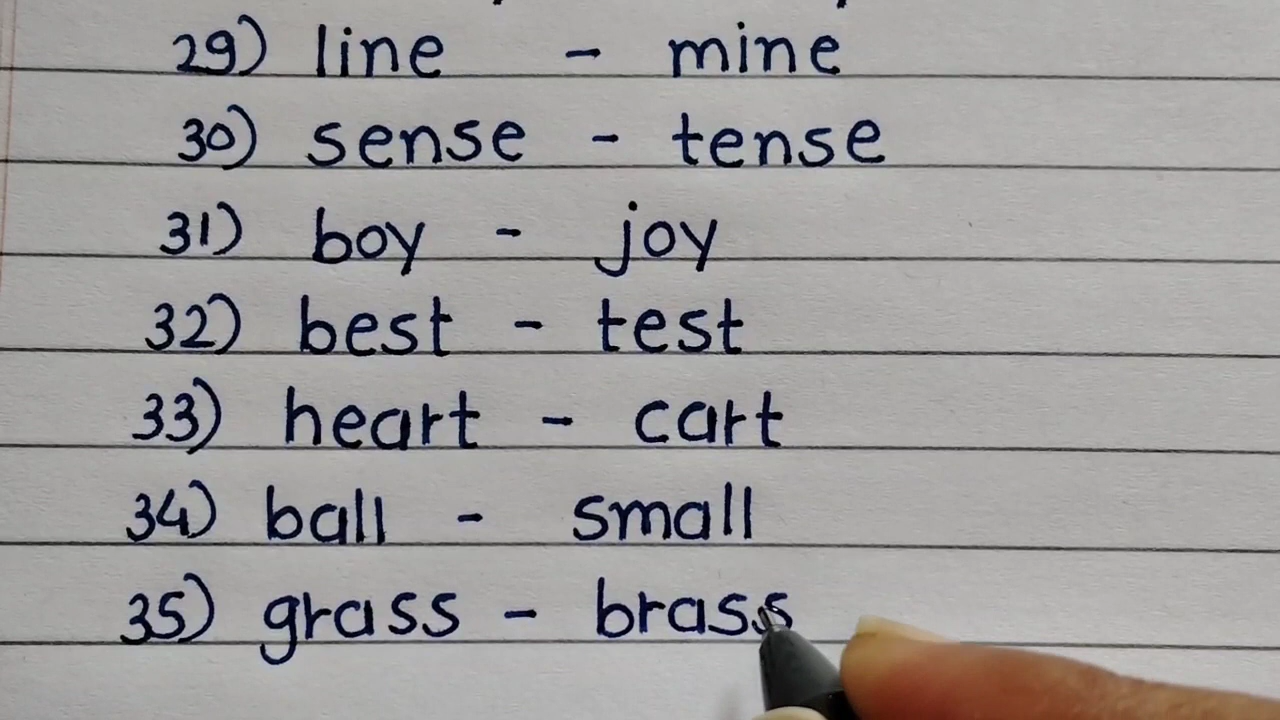 29) line - mine
30) sense - tense
31) boy - joy
32) best - test
33) heart - cart
34) ball - small
35) grass - brass